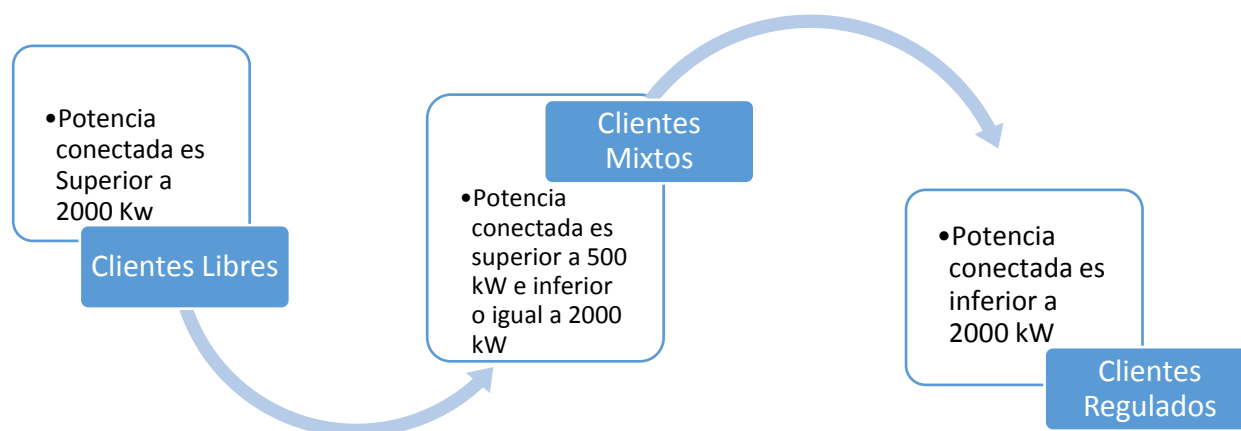 •Potencia
conectada es
Superior a
2000 Kw
Clientes Libres
Clientes
Mixtos
•Potencia
conectada es
superior a 500
kW e inferior
o igual a 2000
kW
•Potencia
conectada es
inferior a
2000 kW
Clientes
Regulados